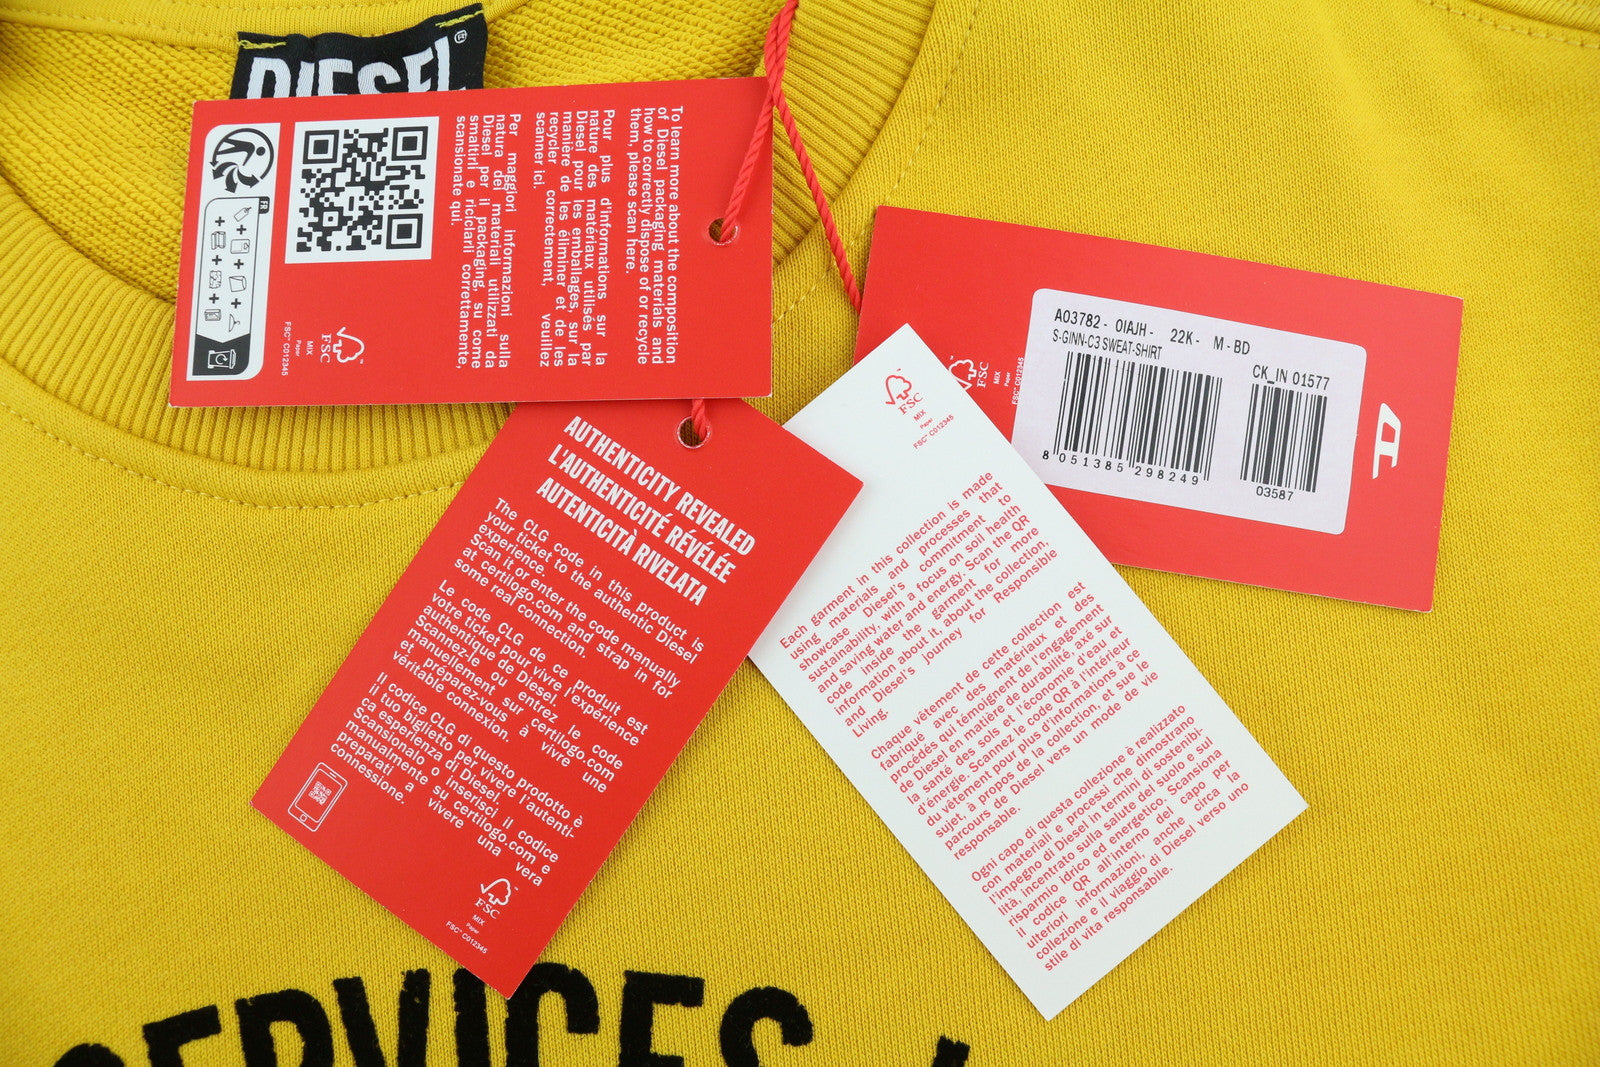 DIESEL
®
To learn more about the composition
of Diesel packaging materials and
how to correctly dispose of or recycle
them, please scan here.
Pour plus d'informations sur la
nature des matériaux utilisés par
Diesel pour les emballages, sur la
manière de les éliminer et de les
recycler correctement, veuillez
scanner ici.
Per maggiori informazioni sulla
natura dei materiali utilizzati da
Diesel per il packaging, su come
smaltirli e riciclarli correttamente,
scansionate qui.
FR
FSC™
MIX
Paper
FSC™ C012345
AUTHENTICITY REVEALED
L'AUTHENTICITÉ RÉVÉLÉE
AUTENTICITÀ RIVELATA
The CLG code in this product is
your ticket to the authentic Diesel
experience.
Scan it or enter the code manually
at certilogo.com and strap in for
some real connection.
Le code CLG de ce produit est
votre ticket pour vivre l'expérience
authentique de Diesel.
Scannez-le ou entrez le code
manuellement sur certilogo.com
et préparez-vous à vivre une
véritable connexion.
Il codice CLG di questo prodotto è
il tuo biglietto per vivere l'autenti-
ca esperienza di Diesel.
Scansionalo o inserisci il codice
manualmente su certilogo.com e
preparati a vivere una vera
connessione.
FSC™
MIX
Paper
FSC™ C012345
FSC™
MIX
Paper
FSC™ C012345
Each garment in this collection is made
using materials and processes that
showcase Diesel's commitment to
sustainability, with a focus on soil health
and saving water and energy. Scan the QR
code inside the garment for more
information about it, about the collection,
and Diesel's journey for Responsible
Living.
Chaque vêtement de cette collection est
fabriqué avec des matériaux et des
procédés qui témoignent de l'engagement
de Diesel en matière de durabilité, axé sur
la santé des sols et l'économie d'eau et
d'énergie. Scannez le code QR à l'intérieur
du vêtement pour plus d'informations à ce
sujet, à propos de la collection, et sur le
parcours de Diesel vers un mode de vie
responsable.
Ogni capo di questa collezione è realizzato
con materiali e processi che dimostrano
l'impegno di Diesel in termini di sostenibi-
lità, incentrato sulla salute del suolo e sul
risparmio idrico ed energetico. Scansiona
il codice QR all'interno del capo per
ulteriori informazioni, anche circa la
collezione e il viaggio di Diesel verso uno
stile di vita responsabile.
FSC
MIX
Paper
FSC™ C012345
A03782 - 0IAJH - 22K - M - BD
S-GINN-C3 SWEAT-SHIRT
CK_IN 01577
8 051385 298249
03587
D
SERVICES